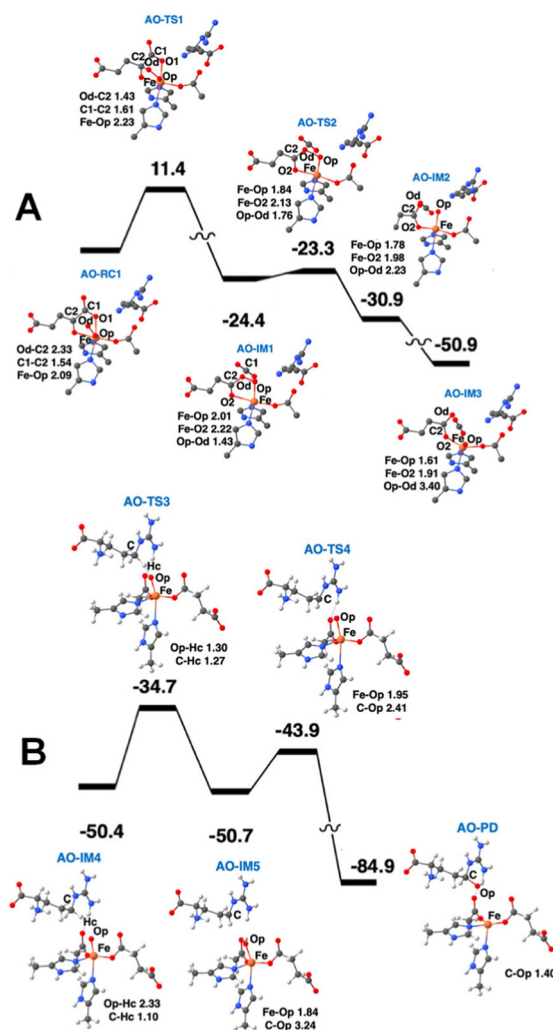 AO-TS1
C1
C2
O1
Od
Op
Fe
Od-C2 1.43
C1-C2 1.61
Fe-Op 2.23
11.4
AO-TS2
C2
Od
Op
O2
Fe
Fe-Op 1.84
Fe-O2 2.13
Op-Od 1.76
-23.3
AO-IM2
Od
Op
C2
O2
Fe
Fe-Op 1.78
Fe-O2 1.98
Op-Od 2.23
-30.9
A
AO-RC1
C1
C2
O1
Od
Op
Fe
Od-C2 2.33
C1-C2 1.54
Fe-Op 2.09
-24.4
AO-IM1
C1
C2
Od
Op
O2
Fe
Fe-Op 2.01
Fe-O2 2.22
Op-Od 1.43
-50.9
AO-IM3
Od
C2
Fe
O2
Op
Fe-Op 1.61
Fe-O2 1.91
Op-Od 3.40
AO-TS3
C
Hc
Op
Fe
Op-Hc 1.30
C-Hc 1.27
-34.7
AO-TS4
C
Op
Fe
Fe-Op 1.95
C-Op 2.41
-43.9
B
-50.4
AO-IM4
C
Hc
Op
Fe
Op-Hc 2.33
C-Hc 1.10
-50.7
AO-IM5
C
Op
Fe
Fe-Op 1.84
C-Op 3.24
-84.9
AO-PD
C
Op
Fe
C-Op 1.40